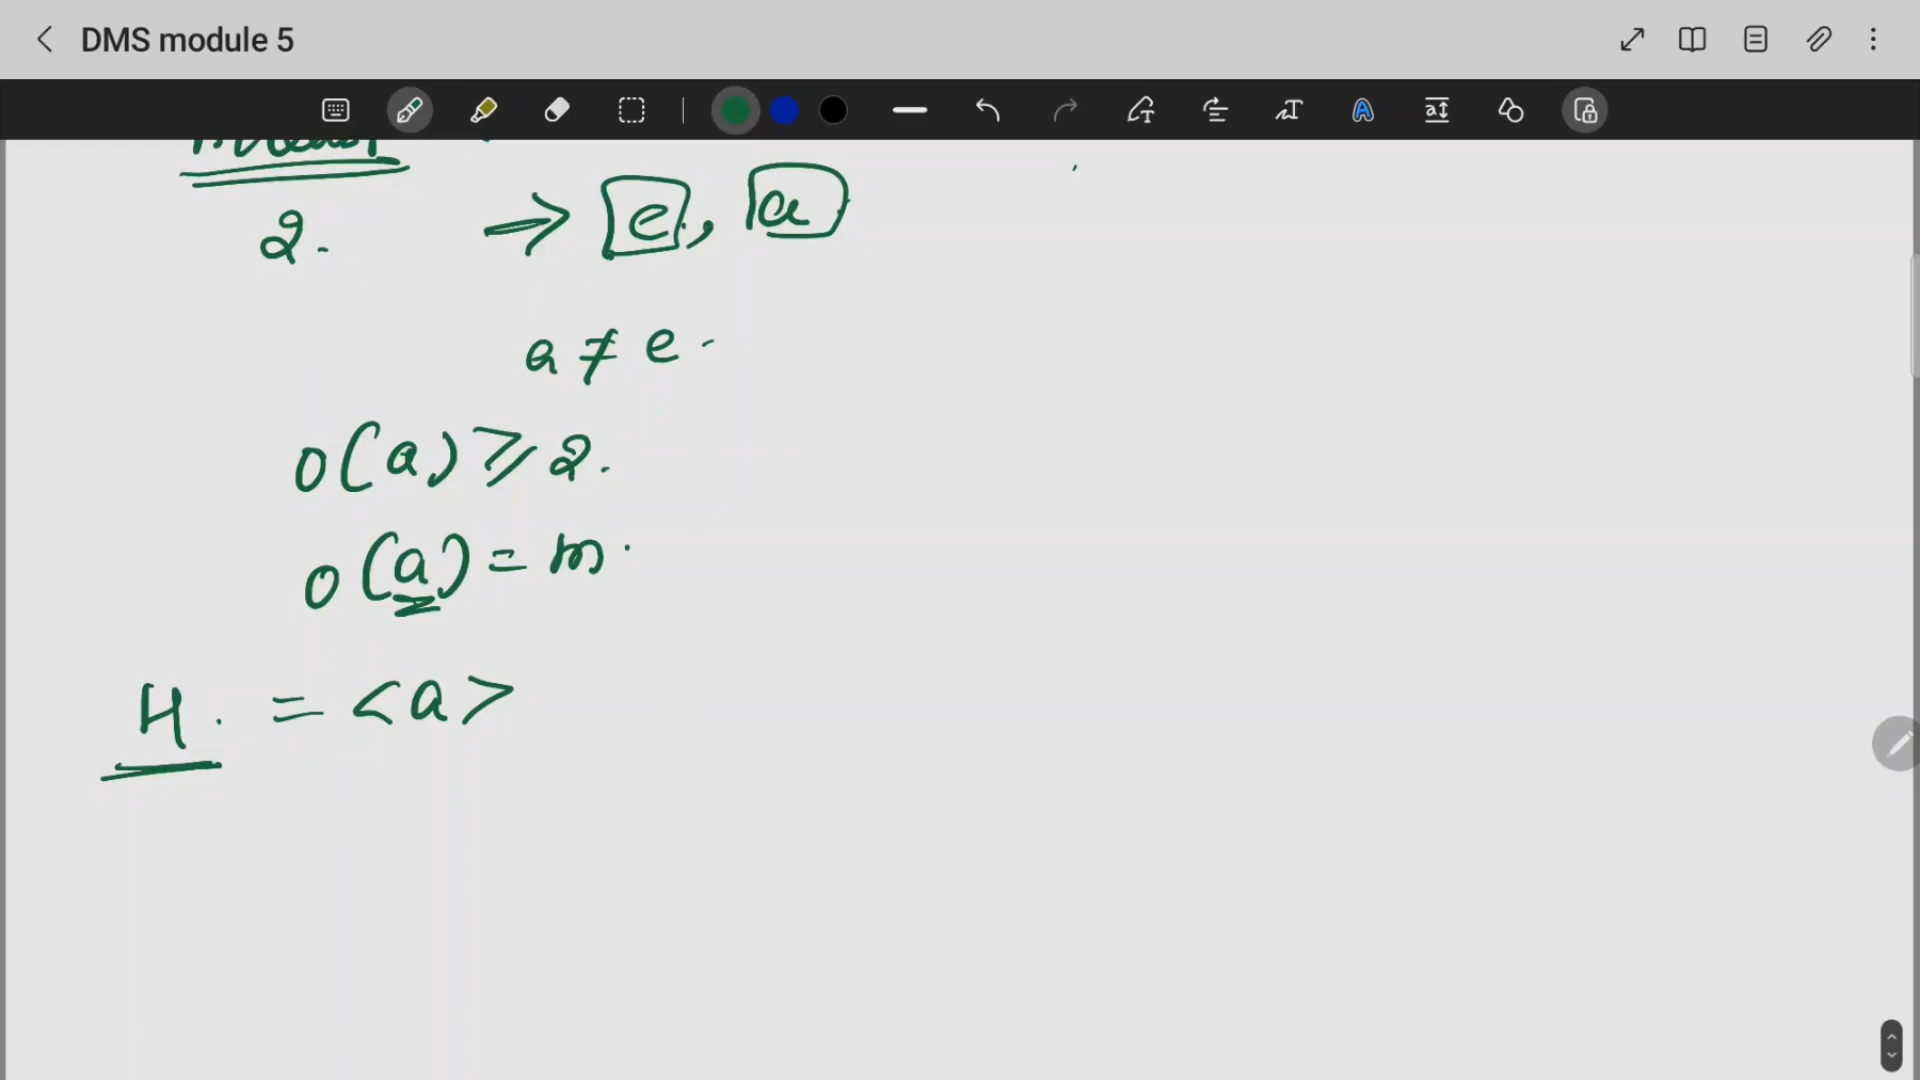 DMS module 5
2. ⇒ e, a
a ≠ e.
o(a) ≥ 2.
o(a) = m.
H. = <a>